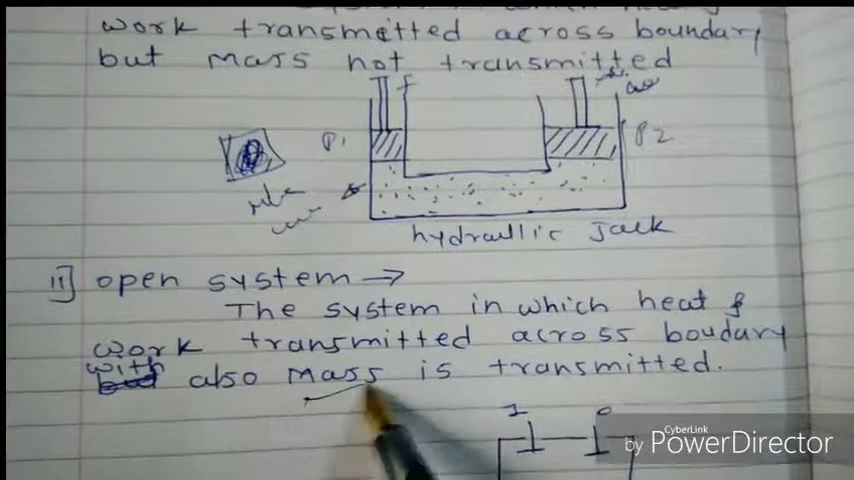 work transmitted across boundary
but mass not transmitted
P1
P2
hydraullic Jack
ii] open system →
The system in which heat &
work transmitted across boudary
with also mass is transmitted.
I
O
CyberLink
by PowerDirector